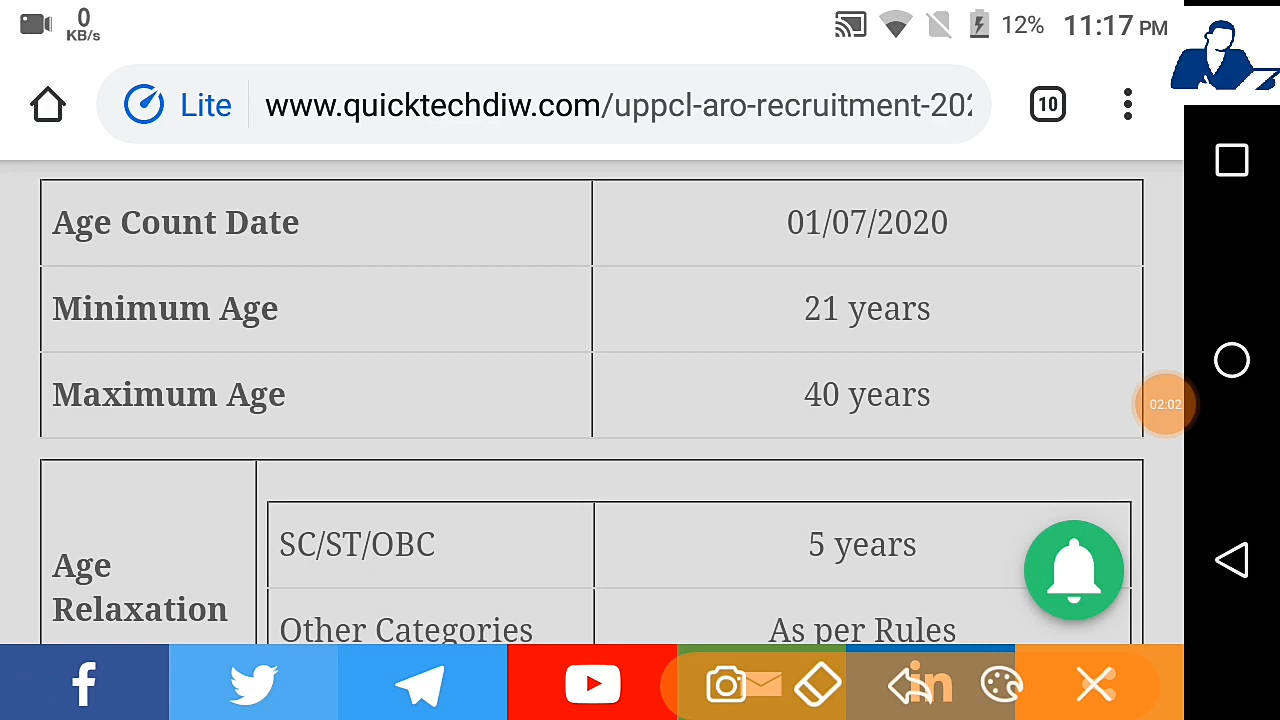 0
KB/s
12% 11:17 PM
Lite www.quicktechdiw.com/uppcl-aro-recruitment-202
10
Age Count Date 01/07/2020
Minimum Age 21 years
Maximum Age 40 years
02:02
Age Relaxation
SC/ST/OBC 5 years
Other Categories As per Rules
in